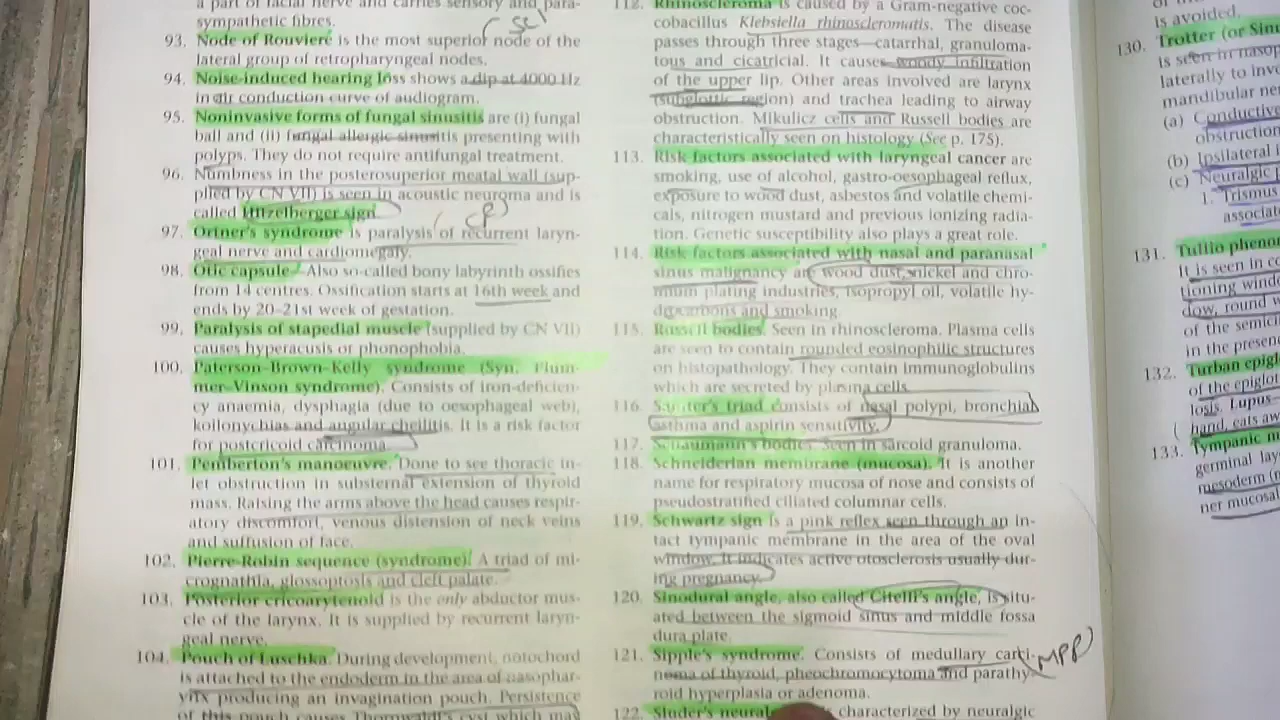 a part of facial nerve and carries sensory and para-
sympathetic fibres.
93. Node of Rouviere is the most superior node of the
lateral group of retropharyngeal nodes.
94. Noise-induced hearing loss shows a dip at 4000 Hz
in air conduction curve of audiogram.
95. Noninvasive forms of fungal sinusitis are (i) fungal
ball and (ii) fungal allergic sinusitis presenting with
polyps. They do not require antifungal treatment.
96. Numbness in the posterosuperior meatal wall (sup-
plied by CN VII) is seen in acoustic neuroma and is
called Hitzelberger sign
97. Ortner's syndrome is paralysis of recurrent laryn-
geal nerve and cardiomegaly.
98. Otic capsule. Also so-called bony labyrinth ossifies
from 14 centres. Ossification starts at 16th week and
ends by 20–21st week of gestation.
99. Paralysis of stapedial muscle (supplied by CN VII)
causes hyperacusis or phonophobia.
100. Paterson–Brown–Kelly syndrome (Syn. Plum-
mer–Vinson syndrome). Consists of iron-deficien-
cy anaemia, dysphagia (due to oesophageal web),
koilonychias and angular cheilitis. It is a risk factor
for postcricoid carcinoma
101. Pemberton's manoeuvre. Done to see thoracic in-
let obstruction in substernal extension of thyroid
mass. Raising the arms above the head causes respir-
atory discomfort, venous distension of neck veins
and suffusion of face.
102. Pierre-Robin sequence (syndrome). A triad of mi-
crognathia, glossoptosis and cleft palate.
103. Posterior cricoarytenoid is the only abductor mus-
cle of the larynx. It is supplied by recurrent laryn-
geal nerve.
104. Pouch of Luschka. During development, notochord
is attached to the endoderm in the area of nasophar-
ynx producing an invagination pouch. Persistence
of this pouch causes Thornwaldt's cyst which may
112. Rhinoscleroma is caused by a Gram-negative coc-
cobacillus Klebsiella rhinoscleromatis. The disease
passes through three stages—catarrhal, granuloma-
tous and cicatricial. It causes woody infiltration
of the upper lip. Other areas involved are larynx
(subglottic region) and trachea leading to airway
obstruction. Mikulicz cells and Russell bodies are
characteristically seen on histology (See p. 175).
113. Risk factors associated with laryngeal cancer are
smoking, use of alcohol, gastro-oesophageal reflux,
exposure to wood dust, asbestos and volatile chemi-
cals, nitrogen mustard and previous ionizing radia-
tion. Genetic susceptibility also plays a great role.
114. Risk factors associated with nasal and paranasal
sinus malignancy are wood dust, nickel and chro-
mium plating industries, isopropyl oil, volatile hy-
drocarbons and smoking.
115. Russell bodies. Seen in rhinoscleroma. Plasma cells
are seen to contain rounded eosinophilic structures
on histopathology. They contain immunoglobulins
which are secreted by plasma cells.
116. Samter's triad consists of nasal polypi, bronchial
asthma and aspirin sensitivity.
117. Schaumann's bodies. Seen in sarcoid granuloma.
118. Schneiderian membrane (mucosa). It is another
name for respiratory mucosa of nose and consists of
pseudostratified ciliated columnar cells.
119. Schwartz sign is a pink reflex seen through an in-
tact tympanic membrane in the area of the oval
window. It indicates active otosclerosis usually dur-
ing pregnancy.
120. Sinodural angle, also called Citelli's angle, is situ-
ated between the sigmoid sinus and middle fossa
dura plate.
121. Sipple's syndrome. Consists of medullary carci-
noma of thyroid, pheochromocytoma and parathy-
roid hyperplasia or adenoma.
MPP
122. Sluder's neural characterized by neuralgic
is avoided.
130. Trotter (or Sinu
is seen in nasop
laterally to inv
mandibular ner
(a) Conductive
obstruction
(b) Ipsilateral i
(c) Neuralgic p
1. Trismus
associat
131. Tullio pheno
It is seen in co
tioning wind
dow, round w
of the semic
in the presen
132. Turban epigl
of the epiglot
losis. Lupus
hand, eats aw
133. Tympanic m
germinal lay
mesoderm (
ner mucosa